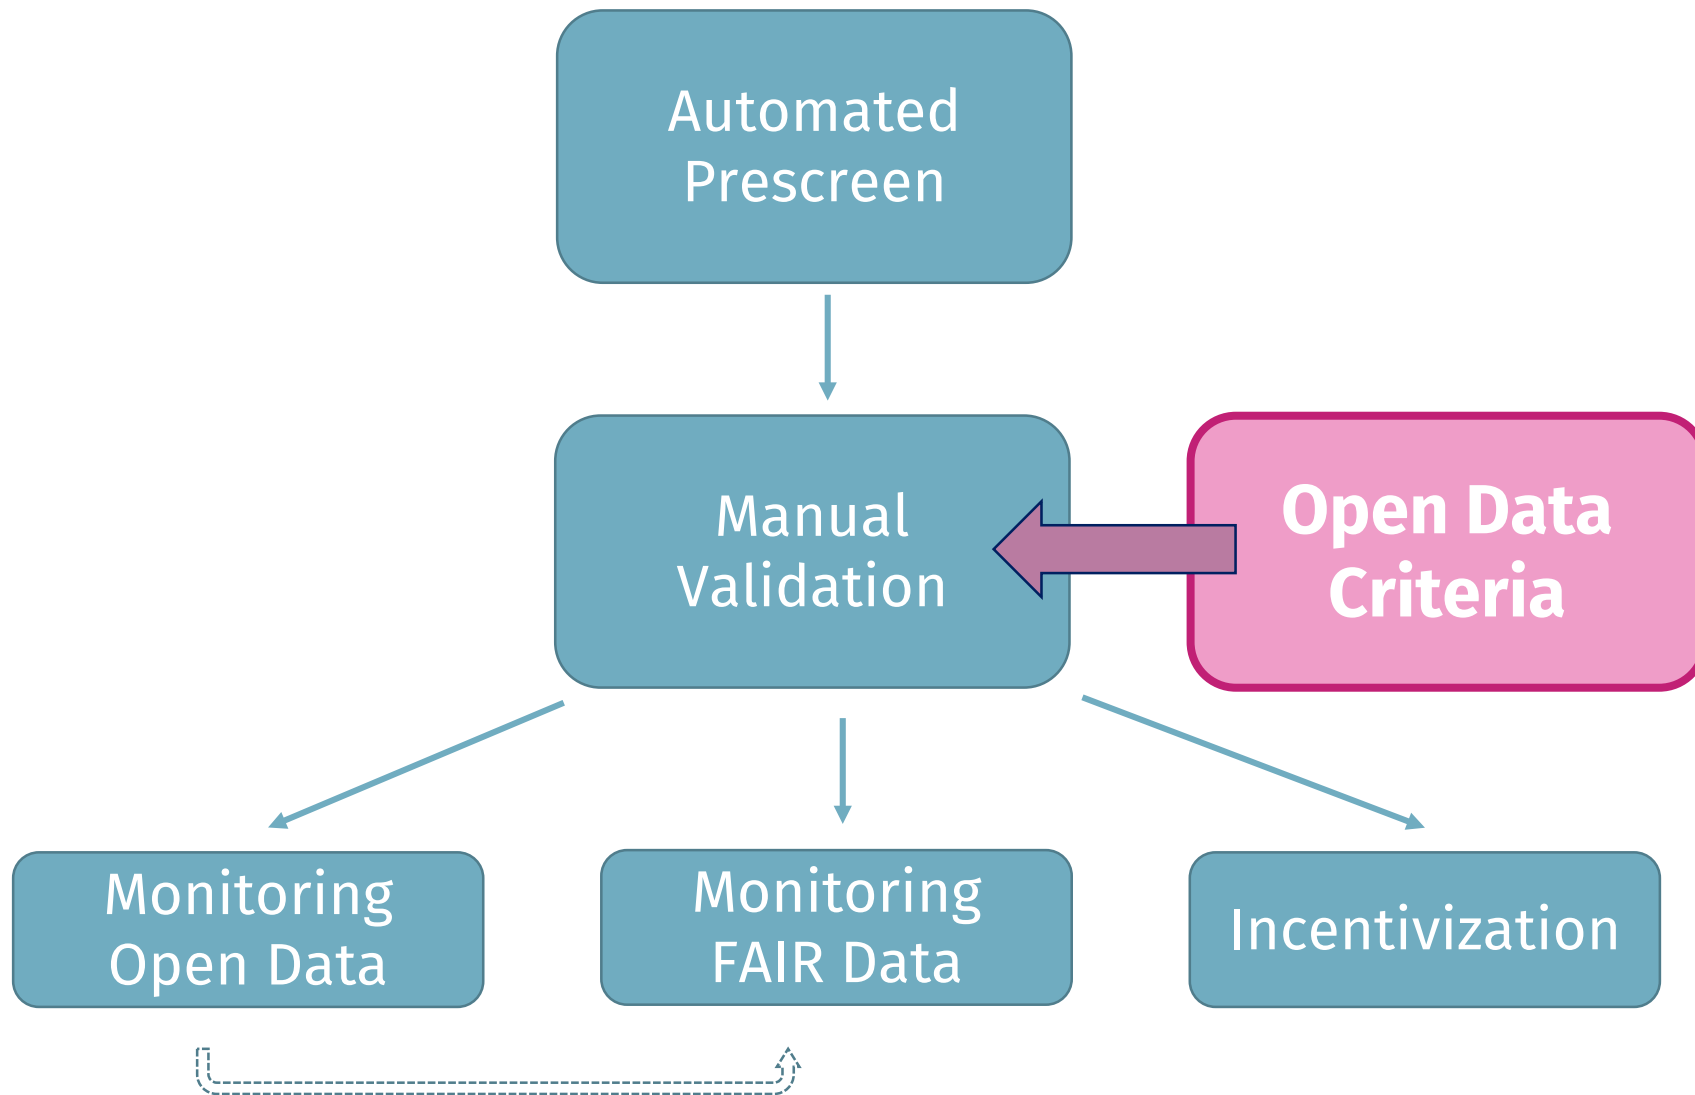 Automated
Prescreen
Manual
Validation
Open Data
Criteria
Monitoring
Open Data
Monitoring
FAIR Data
Incentivization